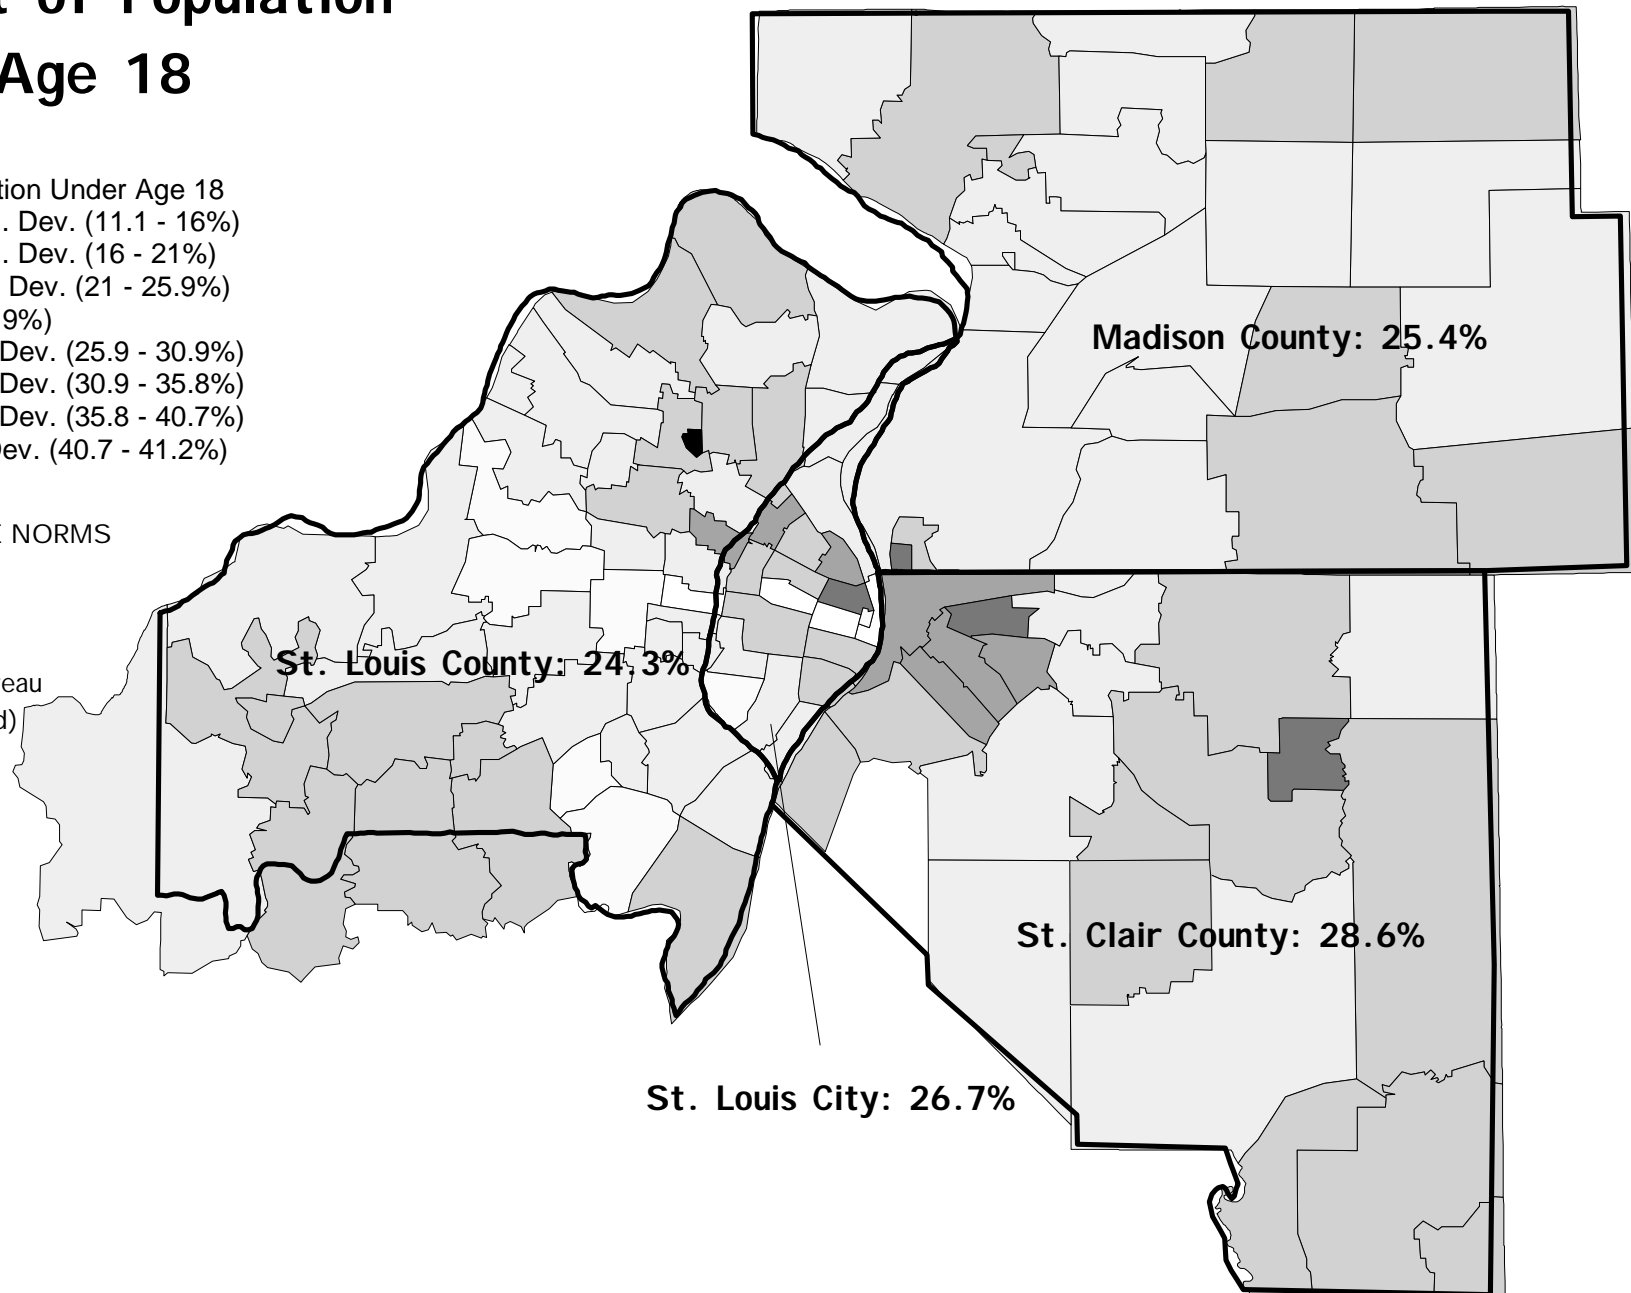 of Population
Age 18
tion Under Age 18
. Dev. (11.1 - 16%)
. Dev. (16 - 21%)
Dev. (21 - 25.9%)
9%)
Dev. (25.9 - 30.9%)
Dev. (30.9 - 35.8%)
Dev. (35.8 - 40.7%)
Dev. (40.7 - 41.2%)
NORMS
eau
d)
Madison County: 25.4%
St. Louis County: 24.3%
St. Clair County: 28.6%
St. Louis City: 26.7%